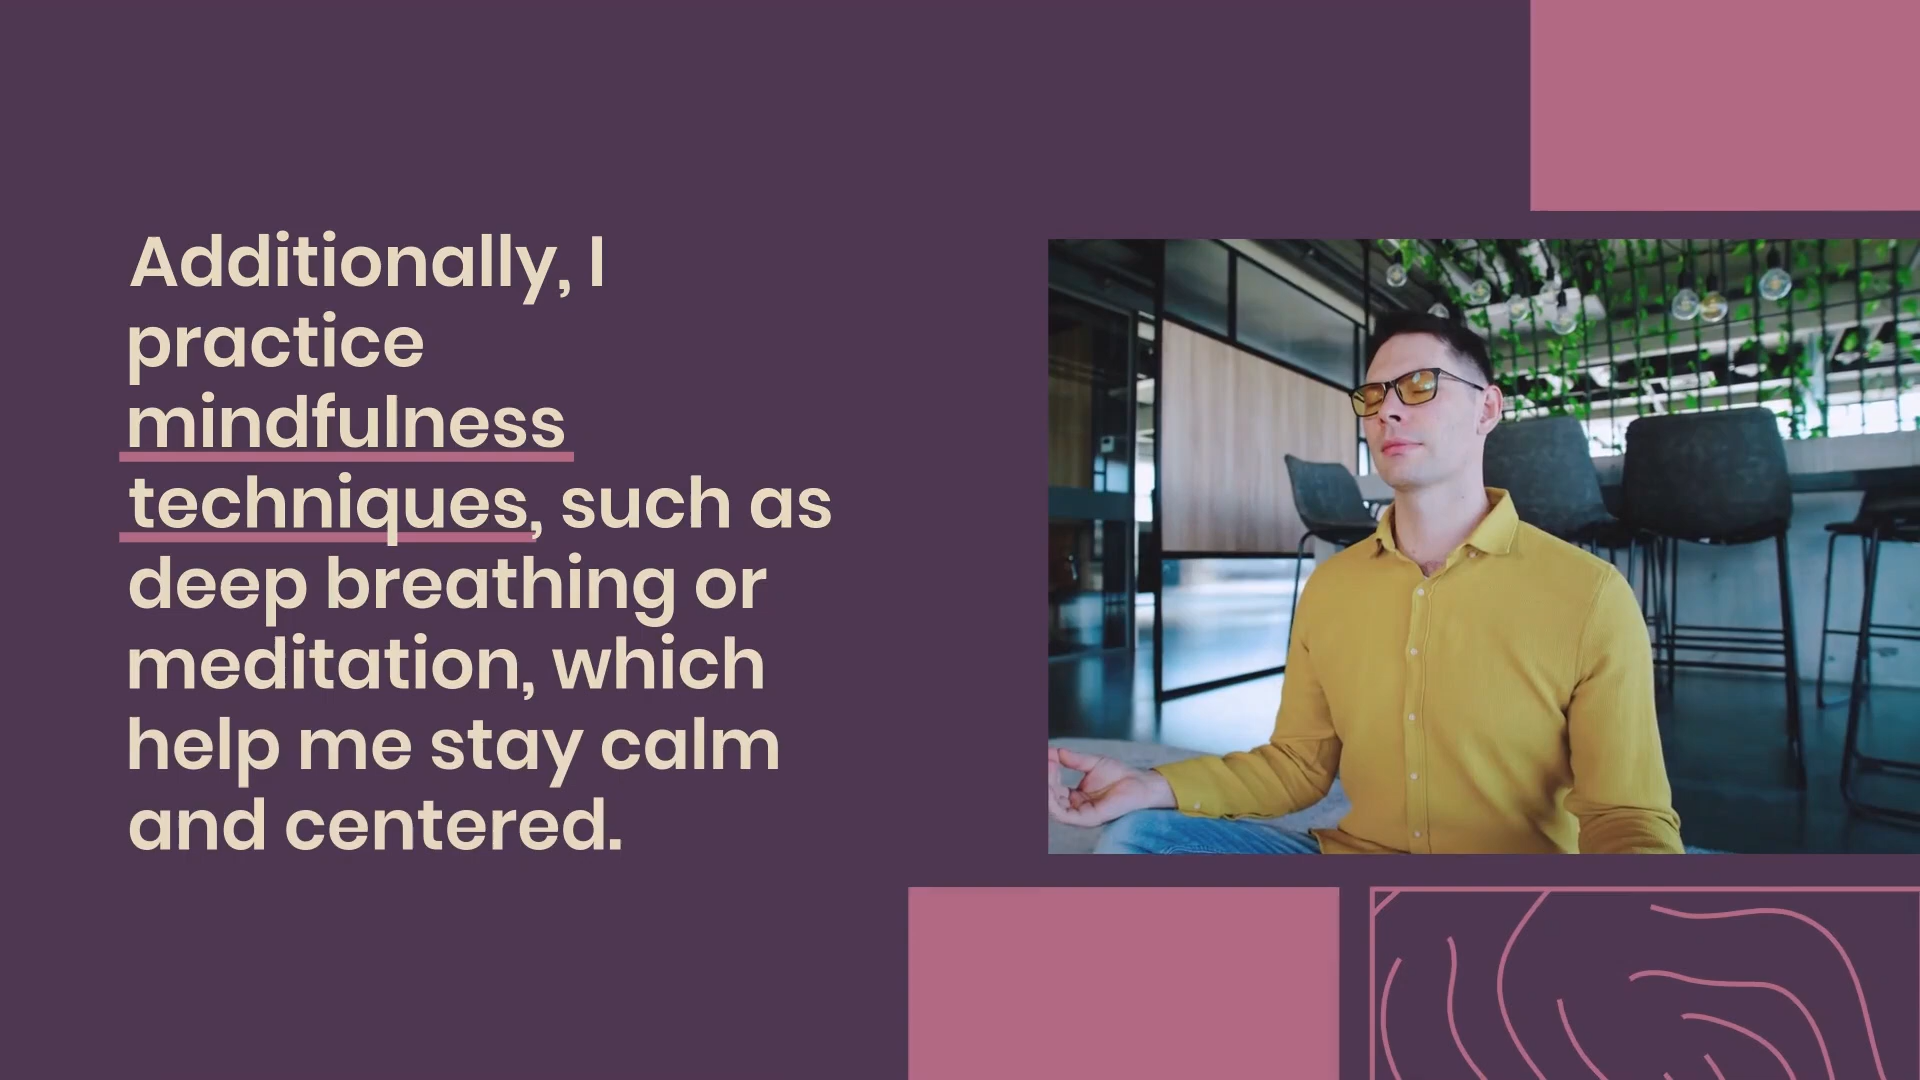 Additionally, I
practice
mindfulness
techniques, such as
deep breathing or
meditation, which
help me stay calm
and centered.